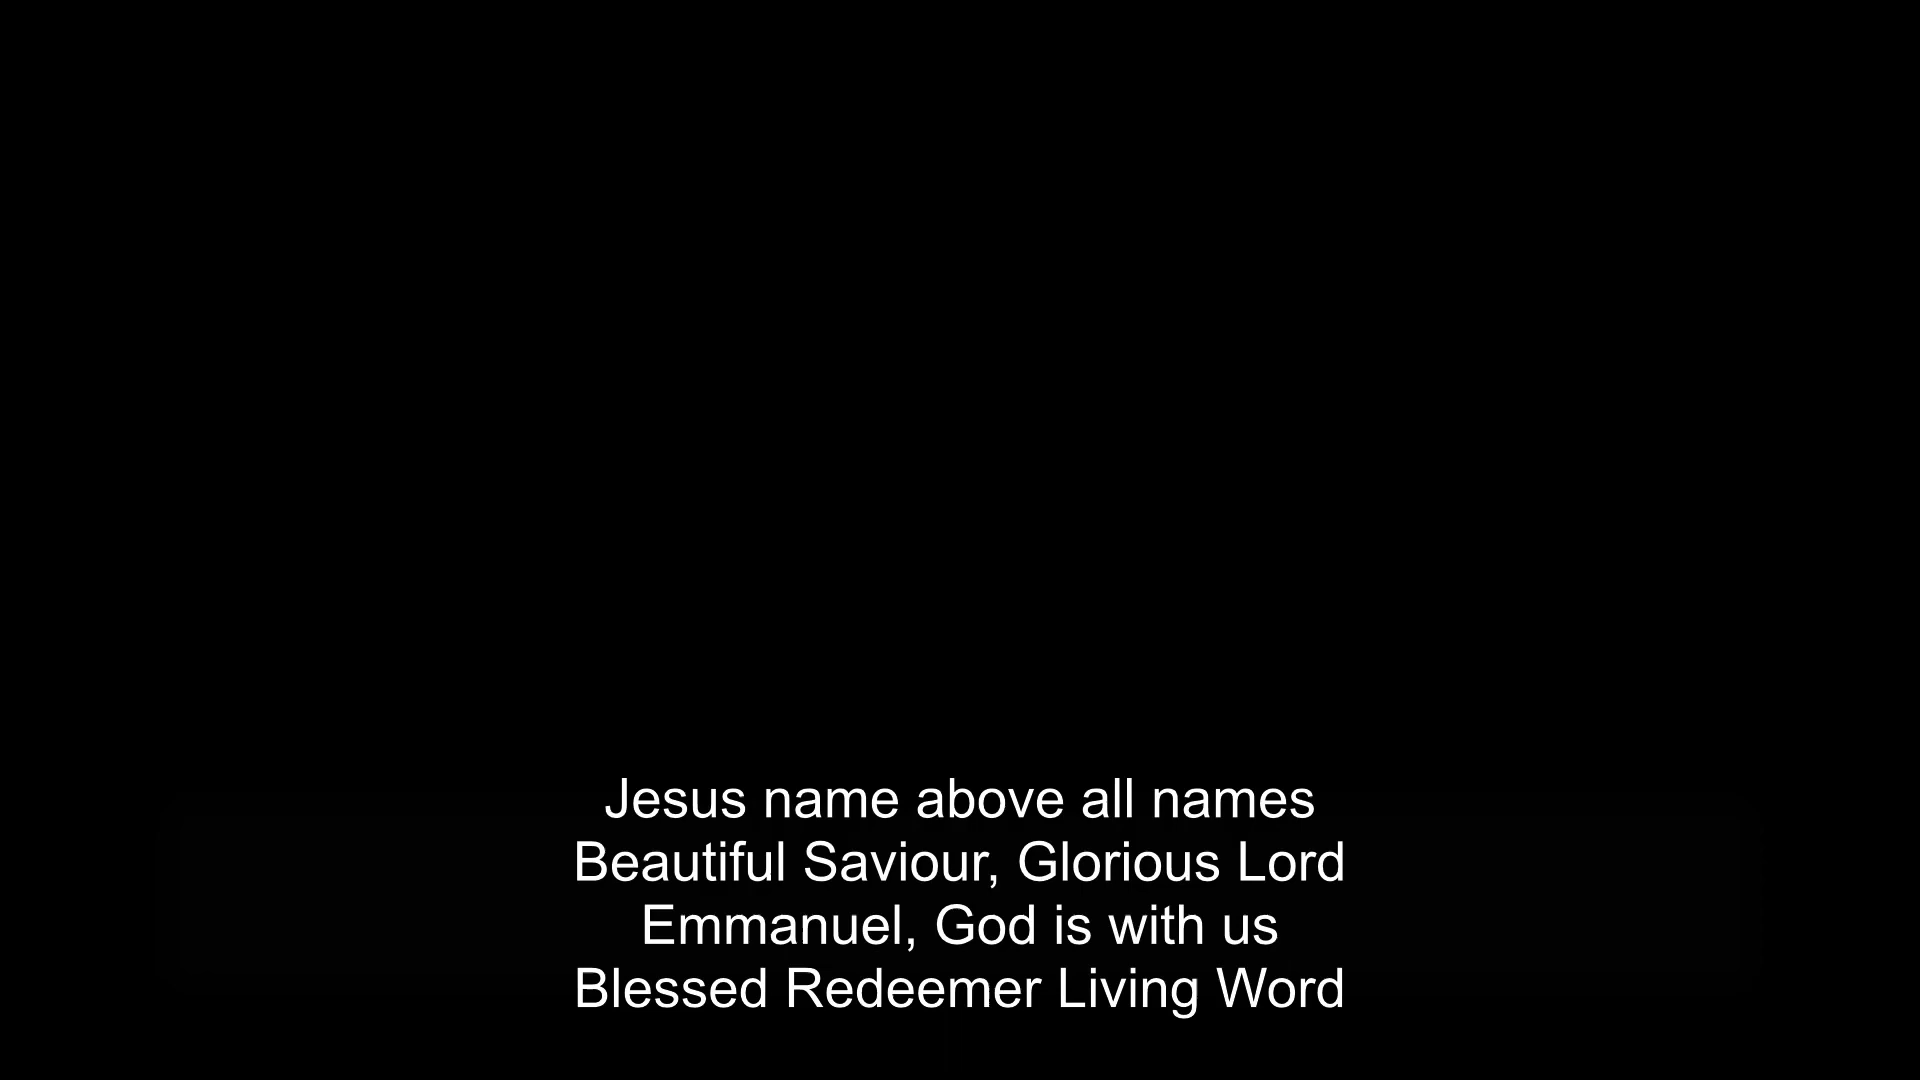 Jesus name above all names
Beautiful Saviour, Glorious Lord
Emmanuel, God is with us
Blessed Redeemer Living Word